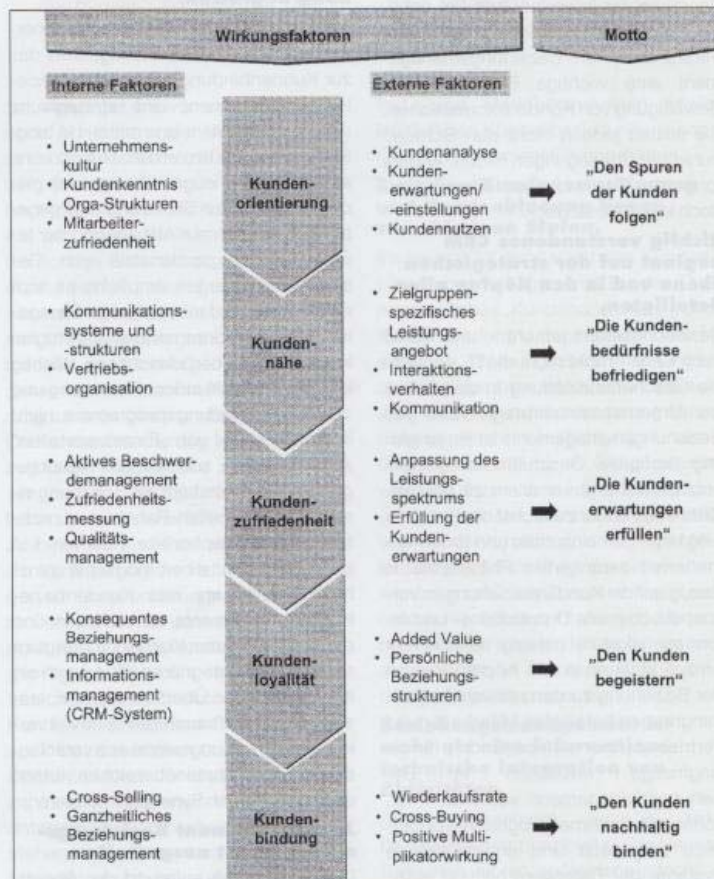 Wirkungsfaktoren
Motto
Interne Faktoren
Externe Faktoren
• Unternehmens-
kultur
• Kundenkenntnis
• Orga-Strukturen
• Mitarbeiter-
zufriedenheit
Kunden-
orientierung
• Kundenanalyse
• Kunden-
erwartungen/
-einstellungen
• Kundennutzen
„Den Spuren
der Kunden
folgen“
• Kommunikations-
systeme und
-strukturen
• Vertriebs-
organisation
Kunden-
nähe
• Zielgruppen-
spezifisches
Leistungs-
angebot
• Interaktions-
verhalten
• Kommunikation
„Die Kunden-
bedürfnisse
befriedigen“
• Aktives Beschwer-
demanagement
• Zufriedenheits-
messung
• Qualitäts-
management
Kunden-
zufriedenheit
• Anpassung des
Leistungs-
spektrums
• Erfüllung der
Kunden-
erwartungen
„Die Kunden-
erwartungen
erfüllen“
• Konsequentes
Beziehungs-
management
• Informations-
management
(CRM-System)
Kunden-
loyalität
• Added Value
• Persönliche
Beziehungs-
strukturen
„Den Kunden
begeistern“
• Cross-Solling
• Ganzheitliches
Beziehungs-
management
Kunden-
bindung
• Wiederkaufsrate
• Cross-Buying
• Positive Multi-
plikatorwirkung
„Den Kunden
nachhaltig
binden“